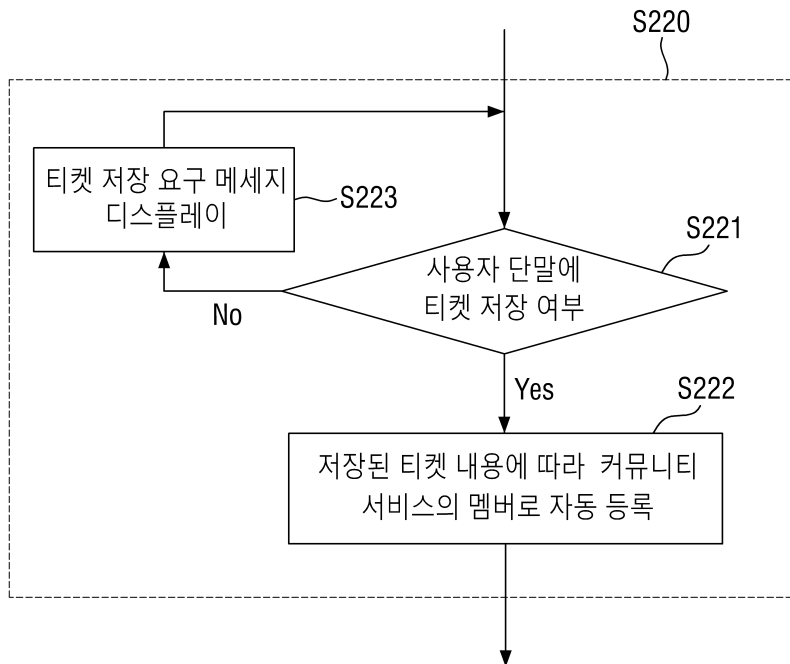 S220
티켓 저장 요구 메세지
디스플레이
S223
S221
사용자 단말에
티켓 저장 여부
No
Yes
S222
저장된 티켓 내용에 따라 커뮤니티
서비스의 멤버로 자동 등록